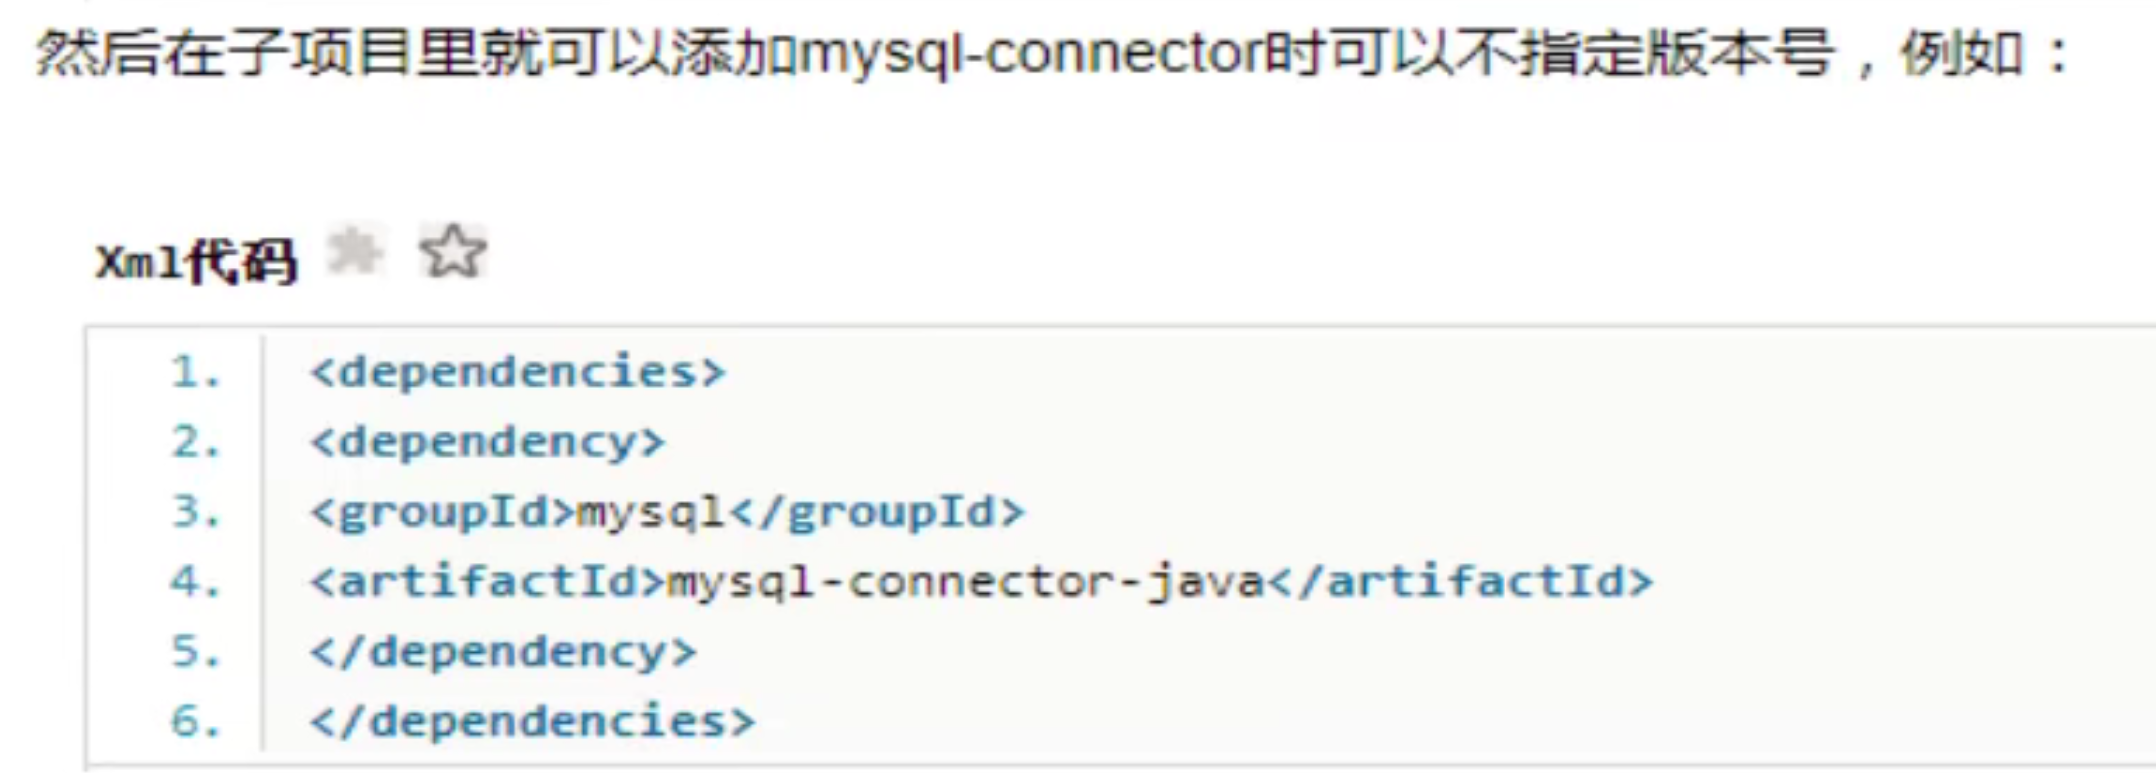 然后在子项目里就可以添加mysql-connector时可以不指定版本号，例如：
Xml代码
1. <dependencies>
2. <dependency>
3. <groupId>mysql</groupId>
4. <artifactId>mysql-connector-java</artifactId>
5. </dependency>
6. </dependencies>